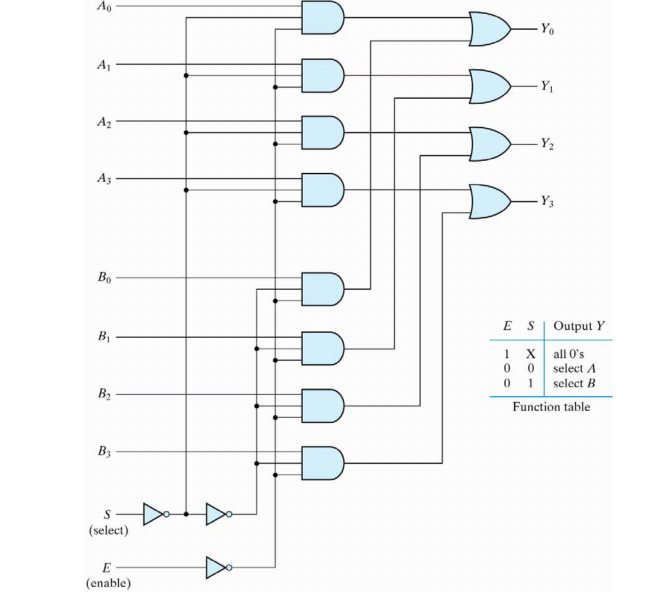 A₀
Y₀
A₁
Y₁
A₂
Y₂
A₃
Y₃
B₀
B₁
B₂
B₃
S
(select)
E
(enable)
E S Output Y
1 X all 0's
0 0 select A
0 1 select B
Function table